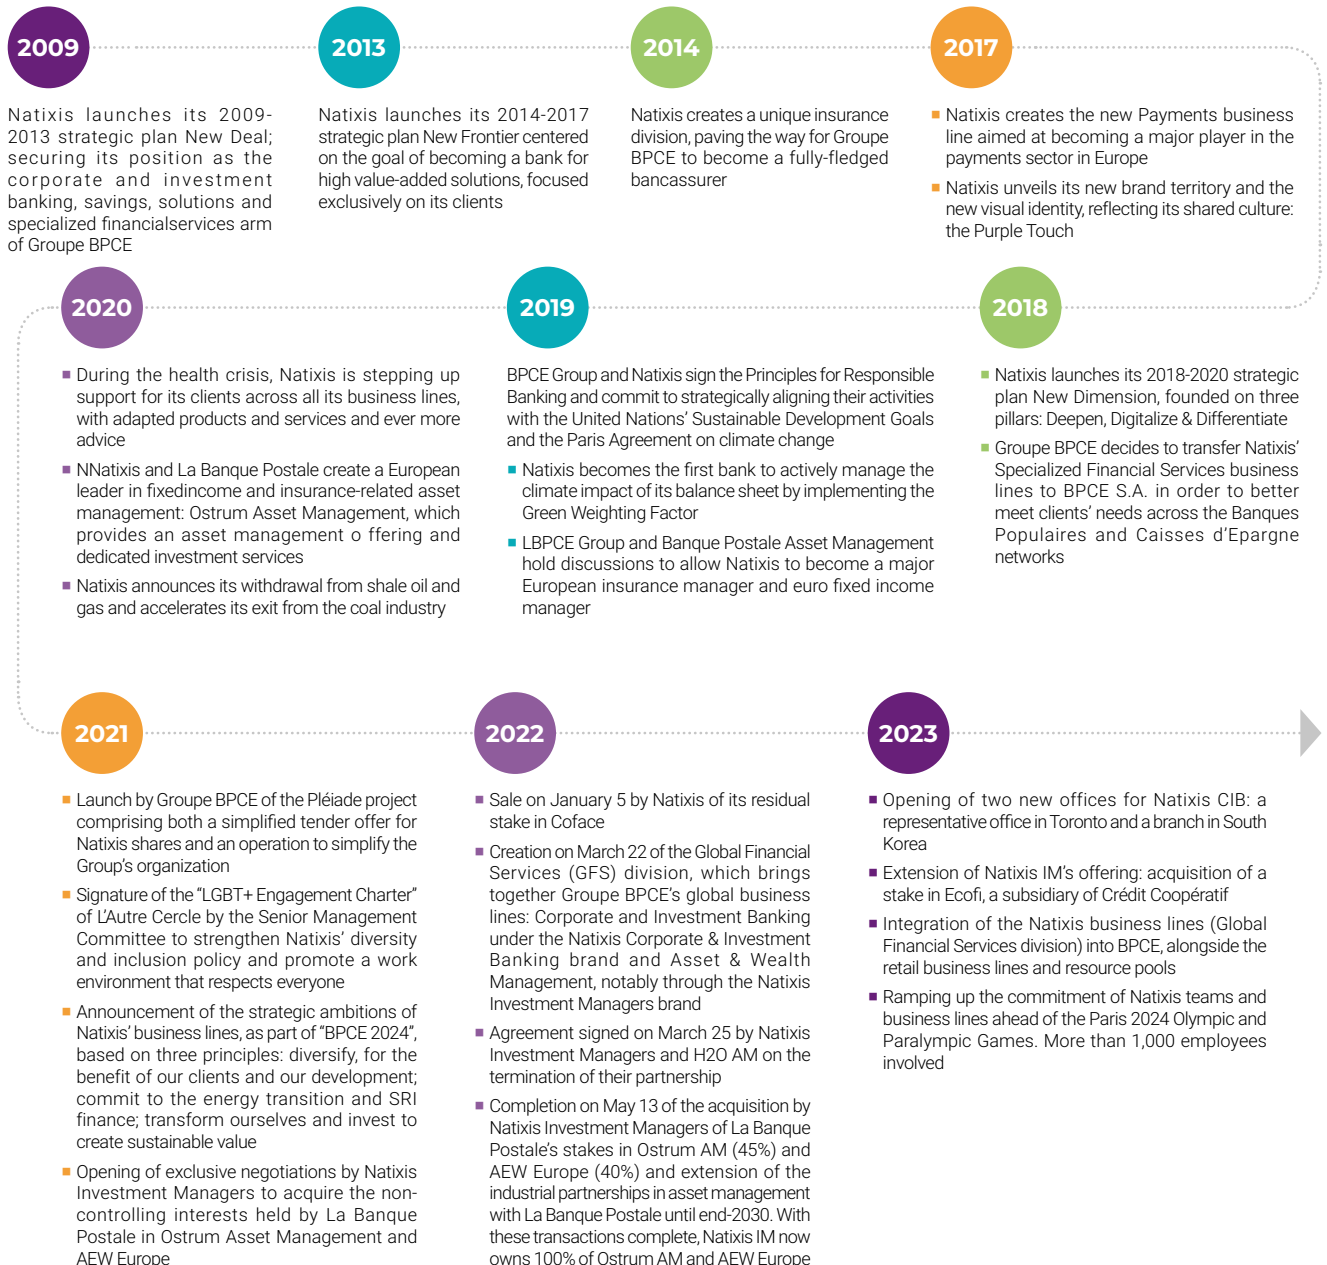 2009
Natixis launches its 2009-
2013 strategic plan New Deal;
securing its position as the
corporate and investment
banking, savings, solutions and
specialized financialservices arm
of Groupe BPCE
2013
Natixis launches its 2014-2017
strategic plan New Frontier centered
on the goal of becoming a bank for
high value-added solutions, focused
exclusively on its clients
2014
Natixis creates a unique insurance
division, paving the way for Groupe
BPCE to become a fully-fledged
bancassurer
2017
■ Natixis creates the new Payments business
line aimed at becoming a major player in the
payments sector in Europe
■ Natixis unveils its new brand territory and the
new visual identity, reflecting its shared culture:
the Purple Touch
2018
■ Natixis launches its 2018-2020 strategic
plan New Dimension, founded on three
pillars: Deepen, Digitalize & Differentiate
■ Groupe BPCE decides to transfer Natixis’
Specialized Financial Services business
lines to BPCE S.A. in order to better
meet clients’ needs across the Banques
Populaires and Caisses d’Epargne
networks
2019
BPCE Group and Natixis sign the Principles for Responsible
Banking and commit to strategically aligning their activities
with the United Nations’ Sustainable Development Goals
and the Paris Agreement on climate change
■ Natixis becomes the first bank to actively manage the
climate impact of its balance sheet by implementing the
Green Weighting Factor
■ LBPCE Group and Banque Postale Asset Management
hold discussions to allow Natixis to become a major
European insurance manager and euro fixed income
manager
2020
■ During the health crisis, Natixis is stepping up
support for its clients across all its business lines,
with adapted products and services and ever more
advice
■ NNatixis and La Banque Postale create a European
leader in fixedincome and insurance-related asset
management: Ostrum Asset Management, which
provides an asset management o ffering and
dedicated investment services
■ Natixis announces its withdrawal from shale oil and
gas and accelerates its exit from the coal industry
2021
■ Launch by Groupe BPCE of the Pléiade project
comprising both a simplified tender offer for
Natixis shares and an operation to simplify the
Group’s organization
■ Signature of the “LGBT+ Engagement Charter”
of L’Autre Cercle by the Senior Management
Committee to strengthen Natixis’ diversity
and inclusion policy and promote a work
environment that respects everyone
■ Announcement of the strategic ambitions of
Natixis’ business lines, as part of “BPCE 2024”,
based on three principles: diversify, for the
benefit of our clients and our development;
commit to the energy transition and SRI
finance; transform ourselves and invest to
create sustainable value
■ Opening of exclusive negotiations by Natixis
Investment Managers to acquire the non-
controlling interests held by La Banque
Postale in Ostrum Asset Management and
AEW Europe
2022
■ Sale on January 5 by Natixis of its residual
stake in Coface
■ Creation on March 22 of the Global Financial
Services (GFS) division, which brings
together Groupe BPCE’s global business
lines: Corporate and Investment Banking
under the Natixis Corporate & Investment
Banking brand and Asset & Wealth
Management, notably through the Natixis
Investment Managers brand
■ Agreement signed on March 25 by Natixis
Investment Managers and H2O AM on the
termination of their partnership
■ Completion on May 13 of the acquisition by
Natixis Investment Managers of La Banque
Postale’s stakes in Ostrum AM (45%) and
AEW Europe (40%) and extension of the
industrial partnerships in asset management
with La Banque Postale until end-2030. With
these transactions complete, Natixis IM now
owns 100% of Ostrum AM and AEW Europe
2023
■ Opening of two new offices for Natixis CIB: a
representative office in Toronto and a branch in South
Korea
■ Extension of Natixis IM’s offering: acquisition of a
stake in Ecofi, a subsidiary of Crédit Coopératif
■ Integration of the Natixis business lines (Global
Financial Services division) into BPCE, alongside the
retail business lines and resource pools
■ Ramping up the commitment of Natixis teams and
business lines ahead of the Paris 2024 Olympic and
Paralympic Games. More than 1,000 employees
involved